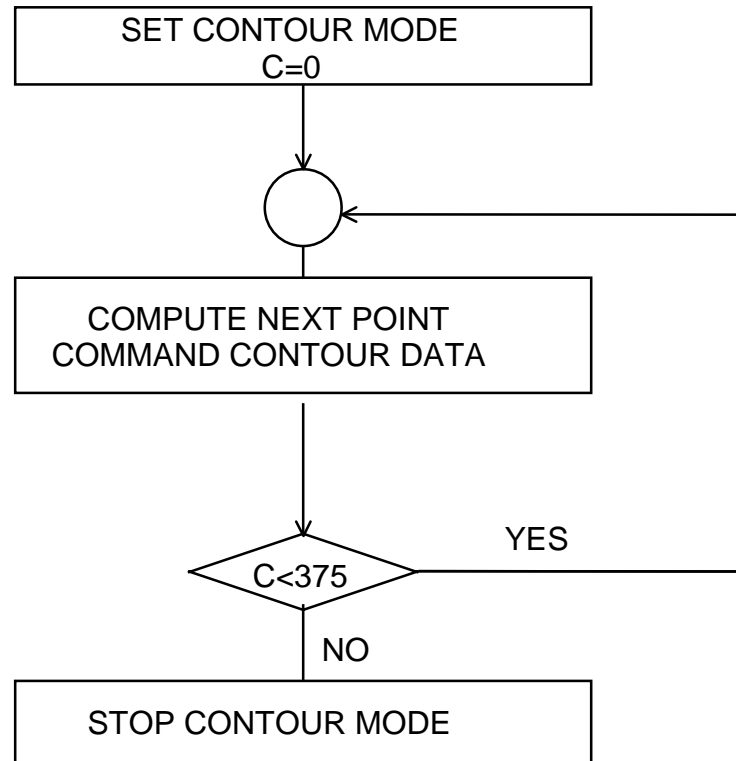 SET CONTOUR MODE
C=0
COMPUTE NEXT POINT
COMMAND CONTOUR DATA
C<375
YES
NO
STOP CONTOUR MODE